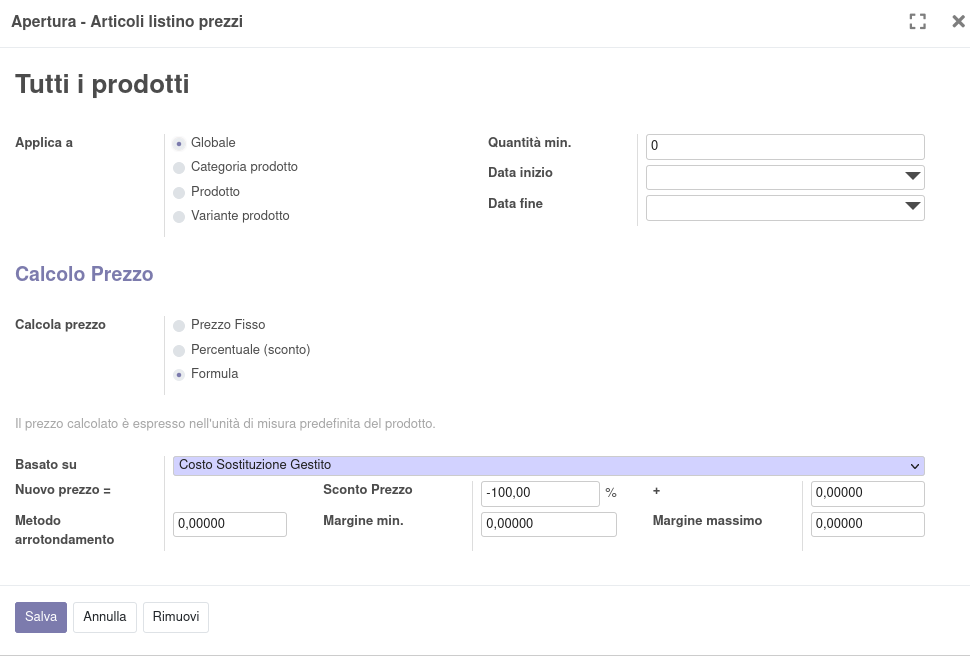 Apertura - Articoli listino prezzi
Tutti i prodotti
Applica a
Globale
Categoria prodotto
Prodotto
Variante prodotto
Quantità min.
0
Data inizio
Data fine
Calcolo Prezzo
Calcola prezzo
Prezzo Fisso
Percentuale (sconto)
Formula
Il prezzo calcolato è espresso nell'unità di misura predefinita del prodotto.
Basato su
Costo Sostituzione Gestito
Nuovo prezzo =
Sconto Prezzo
-100,00 %
+
0,00000
Metodo
arrotondamento
0,00000
Margine min.
0,00000
Margine massimo
0,00000
Salva
Annulla
Rimuovi